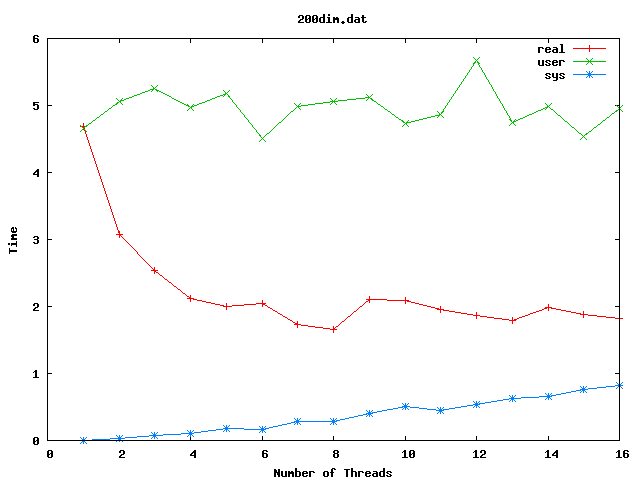 200dim.dat
real
user
sys
6
5
4
3
2
1
0
Time
0 2 4 6 8 10 12 14 16
Number of Threads